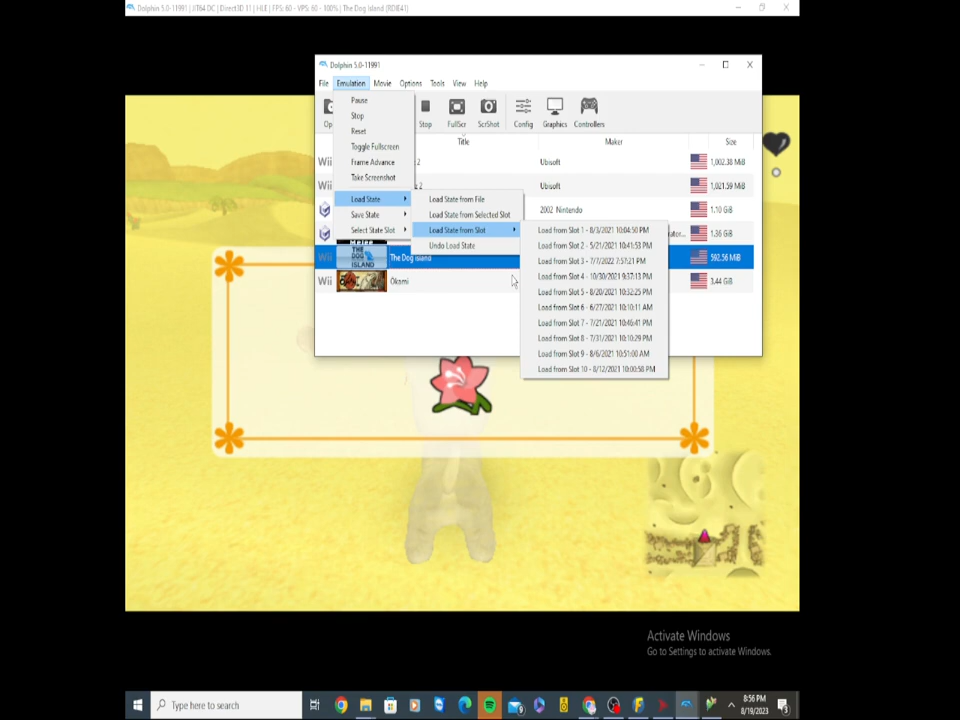 Dolphin 5.0-11991 | JIT64 DC | Direct3D 11 | HLE | FPS: 60 - VPS: 60 - 100% | The Dog Island (RDIE41)
Dolphin 5.0-11991
File Emulation Movie Options Tools View Help
Op Stop FullScr ScrShot Config Graphics Controllers
Pause
Stop
Reset
Toggle Fullscreen
Frame Advance
Take Screenshot
Load State
Save State
Select State Slot
Title Maker Size
Wii 2 Ubisoft 1,002.38 MiB
Wii 2 Ubisoft 1,021.59 MiB
2002 Nintendo 1.10 GiB
ator... 1.36 GiB
Melee
Wii THE DOG ISLAND The Dog Island 592.56 MiB
Wii Okami 3.44 GiB
Load State from File
Load State from Selected Slot
Load State from Slot
Undo Load State
Load from Slot 1 - 8/3/2021 10:04:50 PM
Load from Slot 2 - 5/21/2021 10:41:53 PM
Load from Slot 3 - 7/7/2022 7:57:21 PM
Load from Slot 4 - 10/30/2021 9:37:13 PM
Load from Slot 5 - 8/20/2021 10:32:25 PM
Load from Slot 6 - 6/27/2021 10:10:11 AM
Load from Slot 7 - 7/21/2021 10:46:41 PM
Load from Slot 8 - 7/31/2021 10:10:29 PM
Load from Slot 9 - 8/6/2021 10:51:00 AM
Load from Slot 10 - 8/12/2021 10:00:58 PM
Activate Windows
Go to Settings to activate Windows.
Type here to search
8:56 PM
8/19/2023